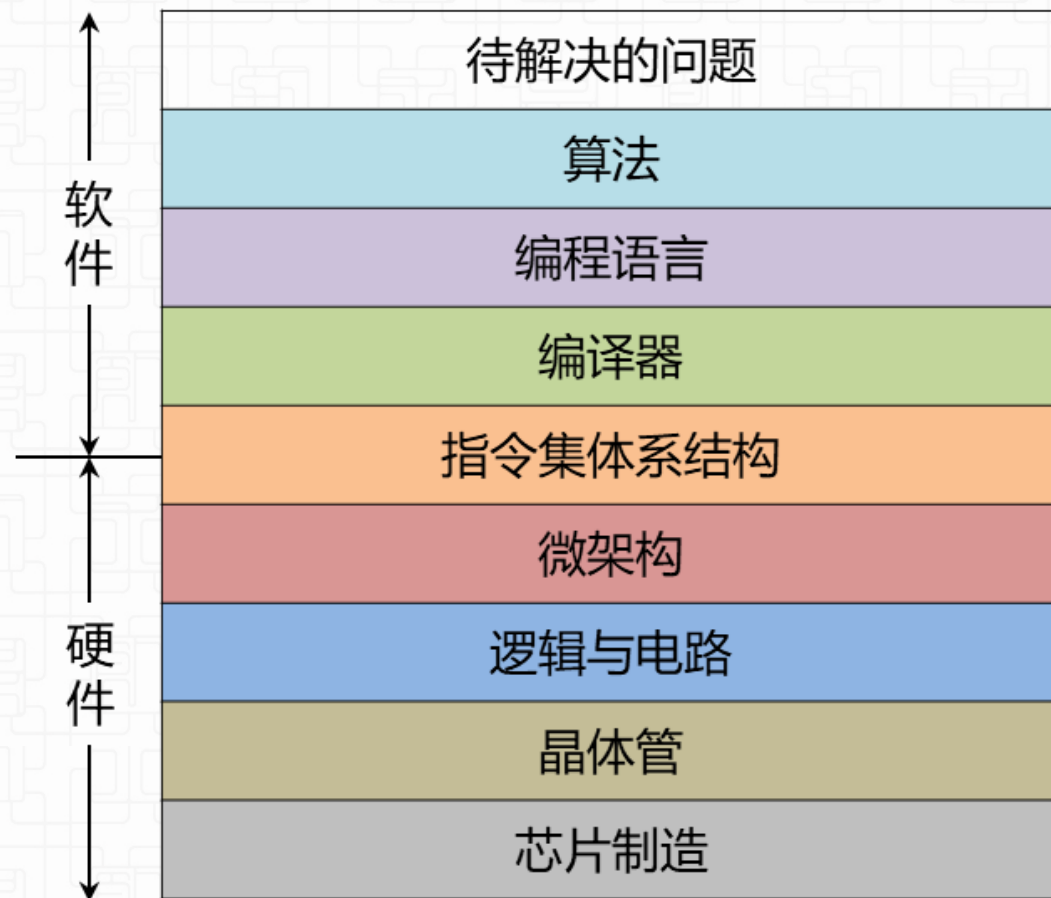 待解决的问题
算法
编程语言
编译器
指令集体系结构
微架构
逻辑与电路
晶体管
芯片制造
软
件
硬
件